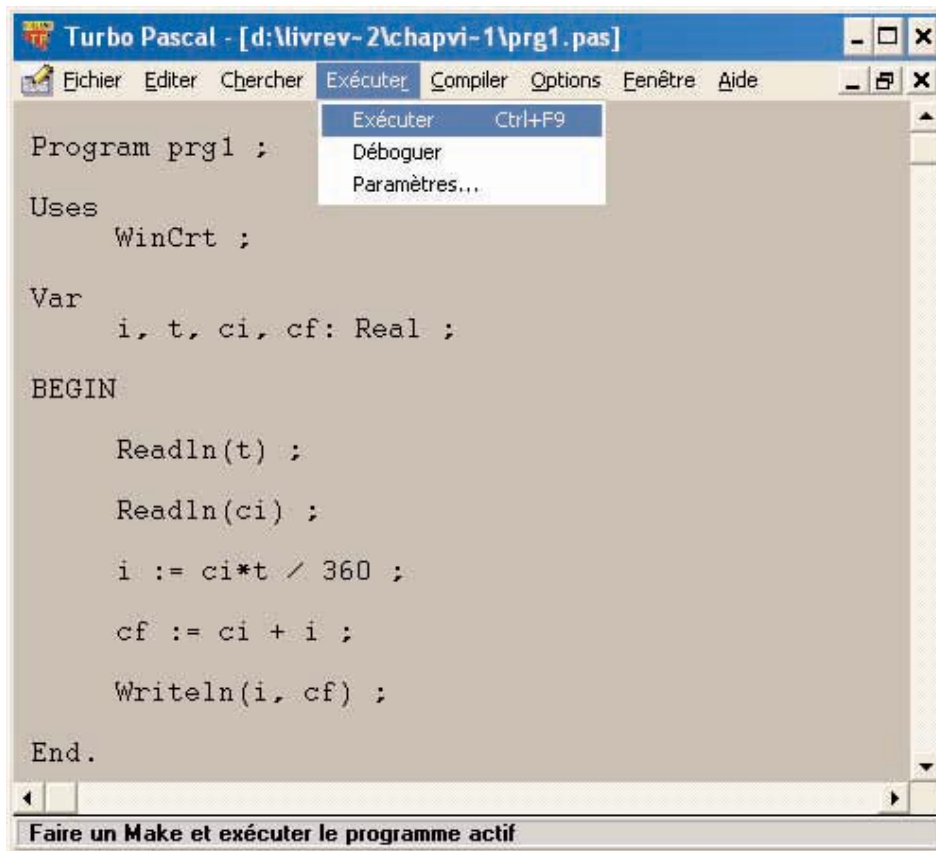 Turbo Pascal - [d:\livrev~2\chapvi~1\prg1.pas]
Fichier Editer Chercher Exécuter Compiler Options Fenêtre Aide
Exécuter Ctrl+F9
Déboguer
Paramètres...
Program prg1 ;
Uses
WinCrt ;
Var
i, t, ci, cf: Real ;
BEGIN
Readln(t) ;
Readln(ci) ;
i := ci*t / 360 ;
cf := ci + i ;
Writeln(i, cf) ;
End.
Faire un Make et exécuter le programme actif